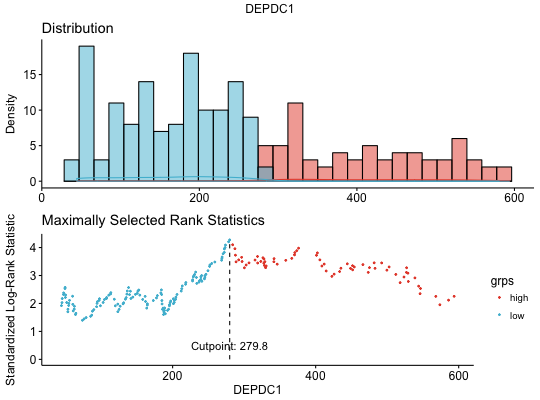 DEPDC1
Distribution
Density
15
10
5
0
0 200 400 600
Maximally Selected Rank Statistics
Standardized Log-Rank Statistic
4
3
2
1
0
Cutpoint: 279.8
200 400 600
DEPDC1
grps
high
low